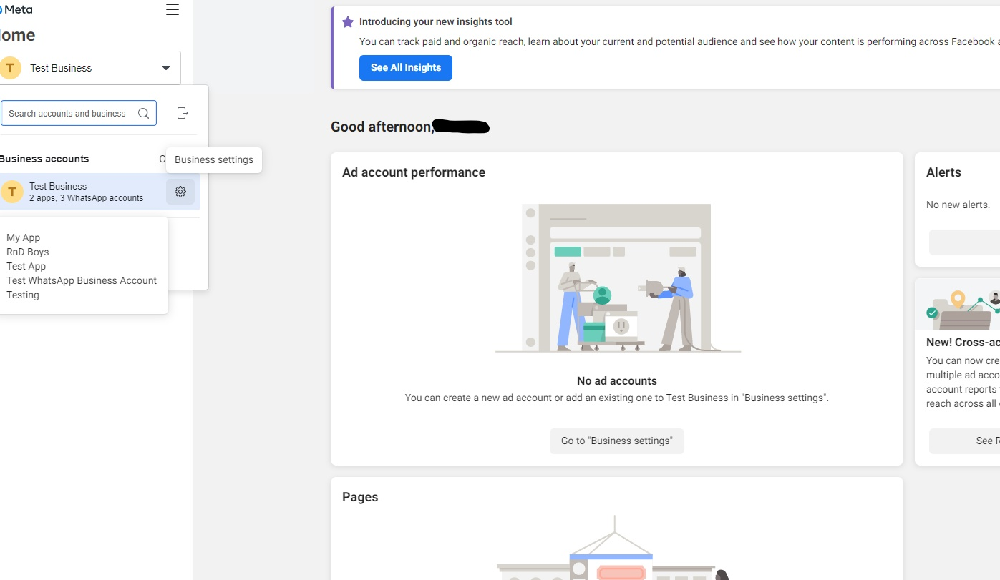 Meta
ome
T
Test Business
Search accounts and business
Business accounts
C
Business settings
T
Test Business
2 apps, 3 WhatsApp accounts
My App
RnD Boys
Test App
Test WhatsApp Business Account
Testing
Introducing your new insights tool
You can track paid and organic reach, learn about your current and potential audience and see how your content is performing across Facebook a
See All Insights
Good afternoon,
Ad account performance
No ad accounts
You can create a new ad account or add an existing one to Test Business in "Business settings".
Go to "Business settings"
Pages
Alerts
No new alerts.
New! Cross-ac
You can now cre
multiple ad acco
account reports
reach across all
See R